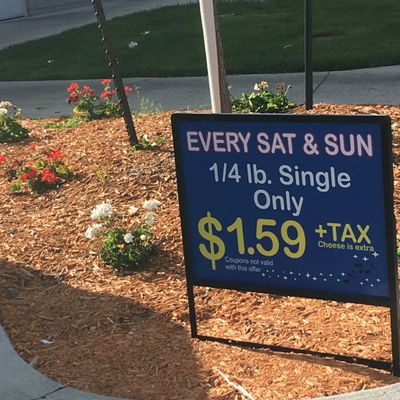 EVERY SAT & SUN
1/4 lb. Single
Only
$1.59 +TAX
Cheese is extra
Coupons not valid
with this offer